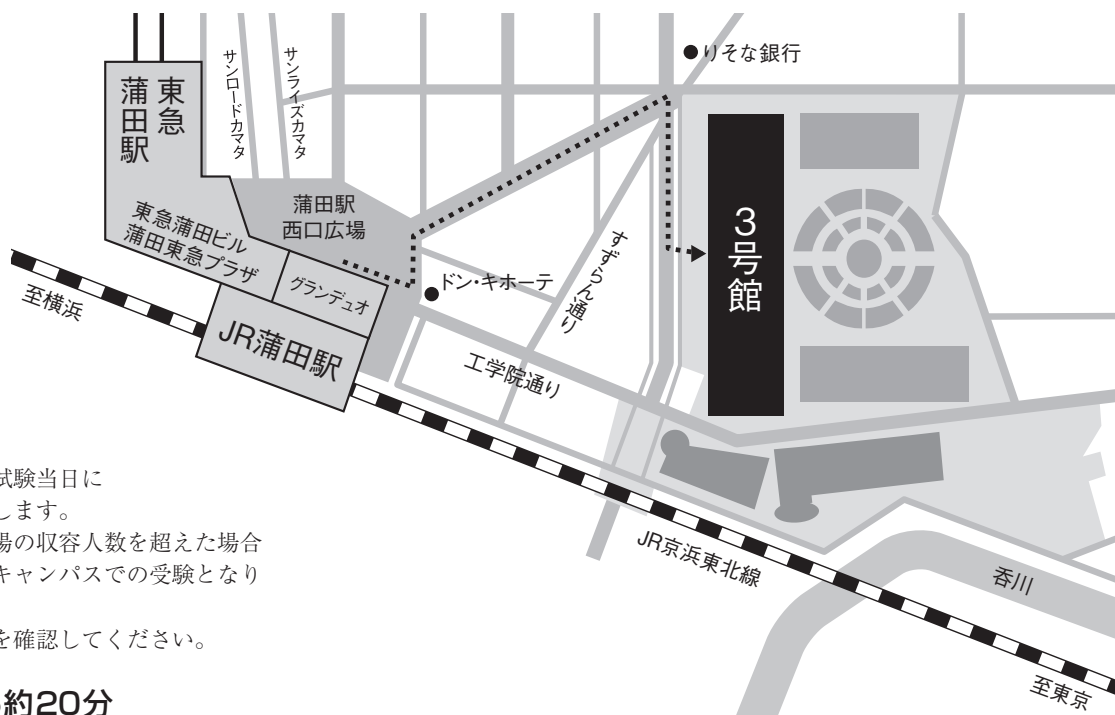 りそな銀行
サンロードカマタ
サンライズカマタ
東急
蒲田駅
蒲田駅
西口広場
3号館
東急蒲田ビル
蒲田東急プラザ
グランデュオ
ドン・キホーテ
すずらん通り
至横浜
JR蒲田駅
工学院通り
試験当日に
します。
場の収容人数を超えた場合
キャンパスでの受験となり
を確認してください。
JR京浜東北線
呑川
至東京
約20分